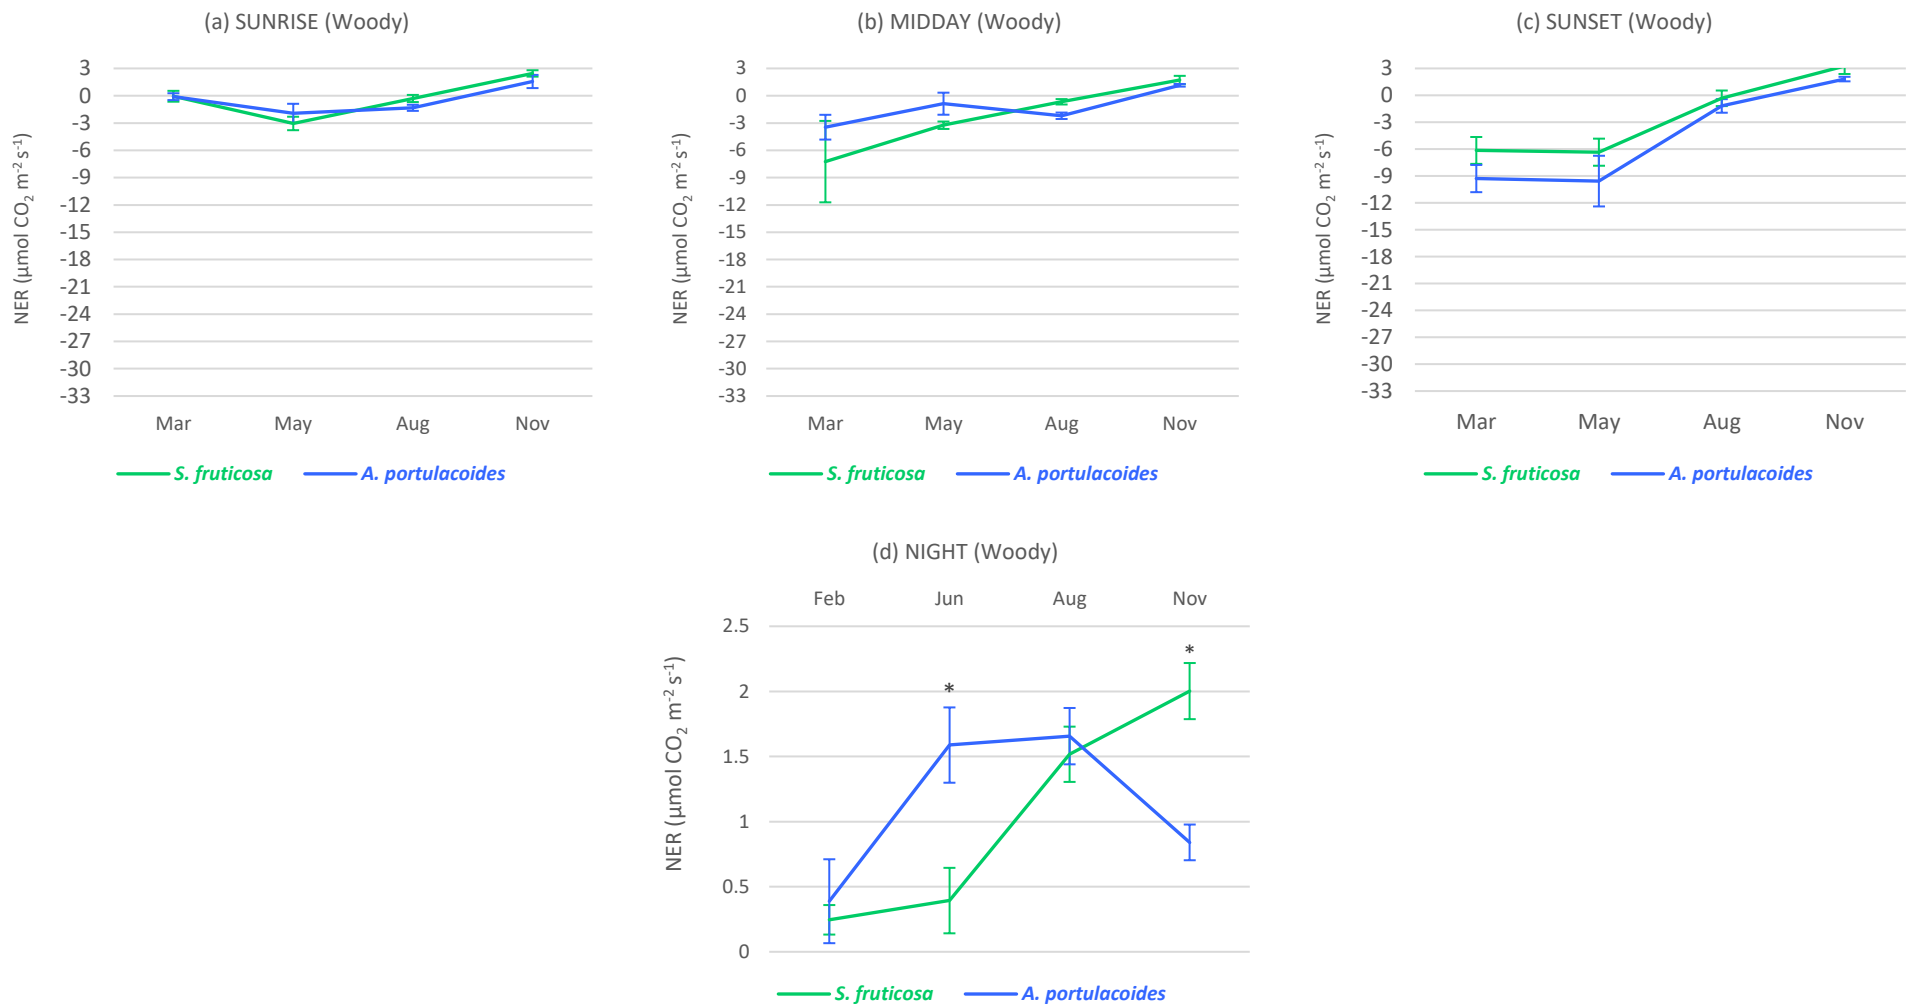 (a) SUNRISE (Woody)
NER (µmol CO2 m-2 s-1)
3
0
-3
-6
-9
-12
-15
-18
-21
-24
-27
-30
-33
Mar May Aug Nov
S. fruticosa A. portulacoides
(b) MIDDAY (Woody)
NER (µmol CO2 m-2 s-1)
3
0
-3
-6
-9
-12
-15
-18
-21
-24
-27
-30
-33
Mar May Aug Nov
S. fruticosa A. portulacoides
(c) SUNSET (Woody)
NER (µmol CO2 m-2 s-1)
3
0
-3
-6
-9
-12
-15
-18
-21
-24
-27
-30
-33
Mar May Aug Nov
S. fruticosa A. portulacoides
(d) NIGHT (Woody)
Feb Jun Aug Nov
NER (µmol CO2 m-2 s-1)
2.5
2
1.5
1
0.5
0
*
*
S. fruticosa A. portulacoides